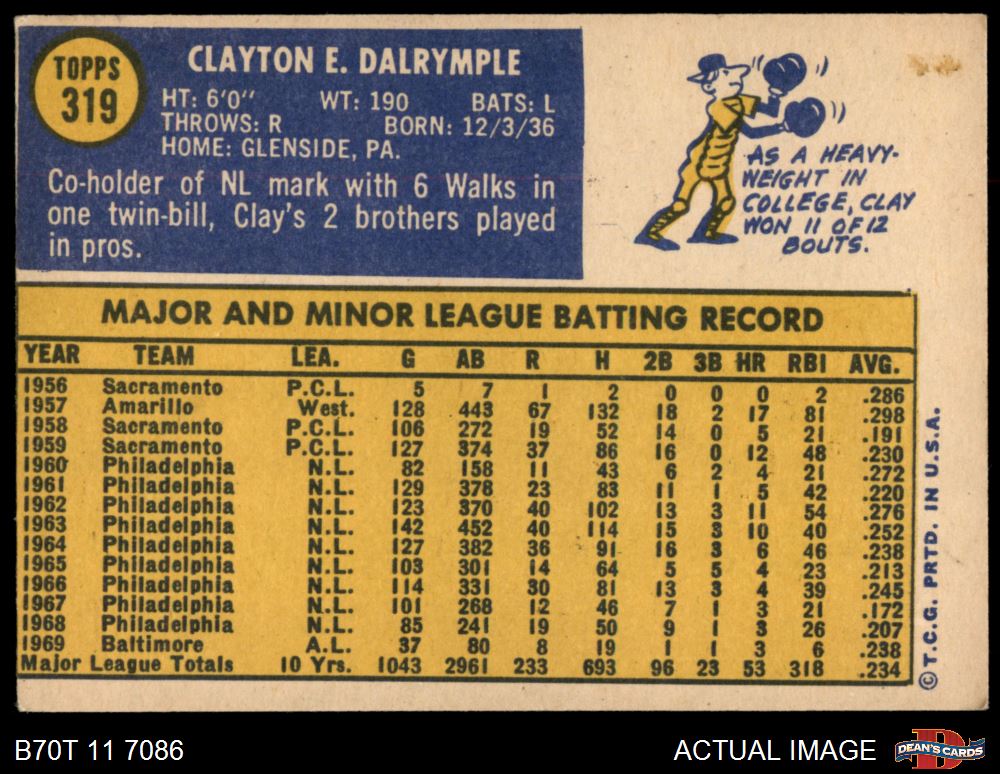 TOPPS
319
CLAYTON E. DALRYMPLE
HT: 6'0" WT: 190 BATS: L
THROWS: R BORN: 12/3/36
HOME: GLENSIDE, PA.
Co-holder of NL mark with 6 Walks in
one twin-bill, Clay's 2 brothers played
in pros.
AS A HEAVY-
WEIGHT IN
COLLEGE, CLAY
WON 11 OF 12
BOUTS.
MAJOR AND MINOR LEAGUE BATTING RECORD
YEAR TEAM LEA. G AB R H 2B 3B HR RBI AVG.
1956 Sacramento P.C.L. 5 7 1 2 0 0 0 2 .286
1957 Amarillo West. 128 443 67 132 18 2 17 81 .298
1958 Sacramento P.C.L. 106 272 19 52 14 0 5 21 .191
1959 Sacramento P.C.L. 127 374 37 86 16 0 12 48 .230
1960 Philadelphia N.L. 82 158 11 43 6 2 4 21 .272
1961 Philadelphia N.L. 129 378 23 83 11 1 5 42 .220
1962 Philadelphia N.L. 123 370 40 102 13 3 11 54 .276
1963 Philadelphia N.L. 142 452 40 114 15 3 10 40 .252
1964 Philadelphia N.L. 127 382 36 91 16 3 6 46 .238
1965 Philadelphia N.L. 103 301 14 64 5 5 4 23 .213
1966 Philadelphia N.L. 114 331 30 81 13 3 4 39 .245
1967 Philadelphia N.L. 101 268 12 46 7 1 3 21 .172
1968 Philadelphia N.L. 85 241 19 50 9 1 3 26 .207
1969 Baltimore A.L. 37 80 8 19 1 1 3 6 .238
Major League Totals 10 Yrs. 1043 2961 233 693 96 23 53 318 .234
©T.C.G. PRTD. IN U.S.A.
B70T 11 7086
ACTUAL IMAGE
D
DEAN'S CARDS